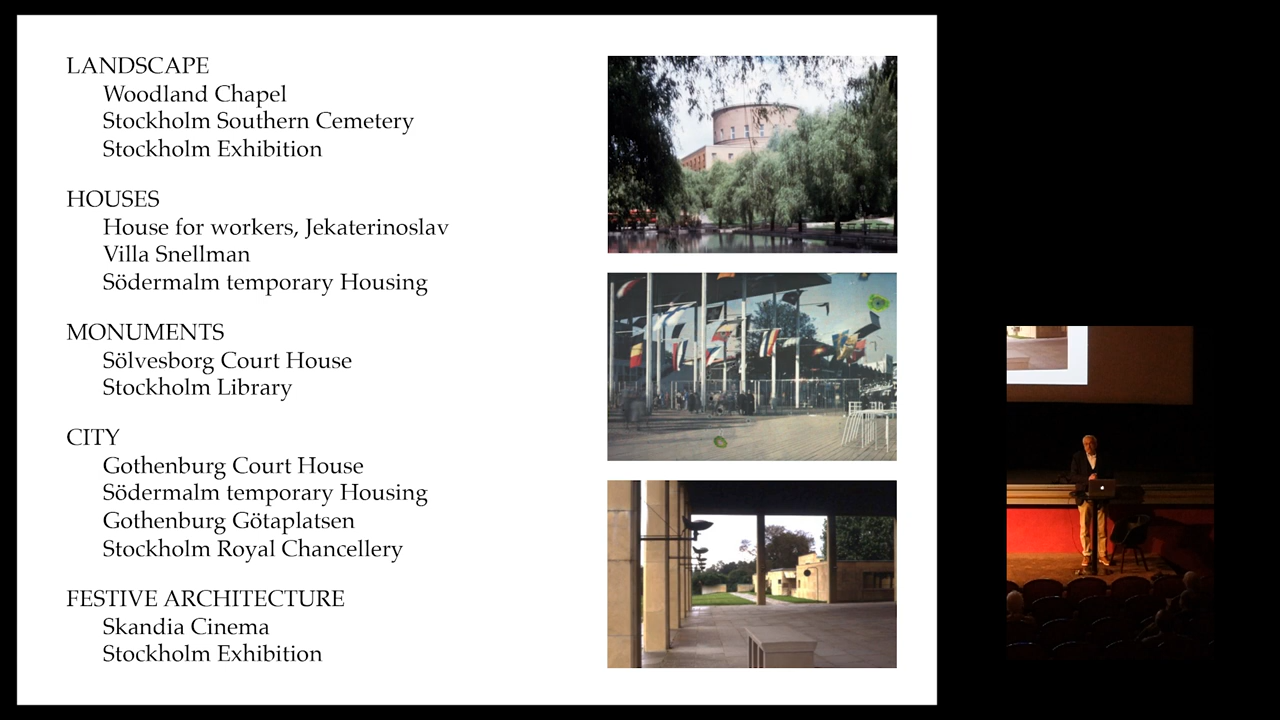 LANDSCAPE
Woodland Chapel
Stockholm Southern Cemetery
Stockholm Exhibition
HOUSES
House for workers, Jekaterinoslav
Villa Snellman
Södermalm temporary Housing
MONUMENTS
Sölvesborg Court House
Stockholm Library
CITY
Gothenburg Court House
Södermalm temporary Housing
Gothenburg Götaplatsen
Stockholm Royal Chancellery
FESTIVE ARCHITECTURE
Skandia Cinema
Stockholm Exhibition